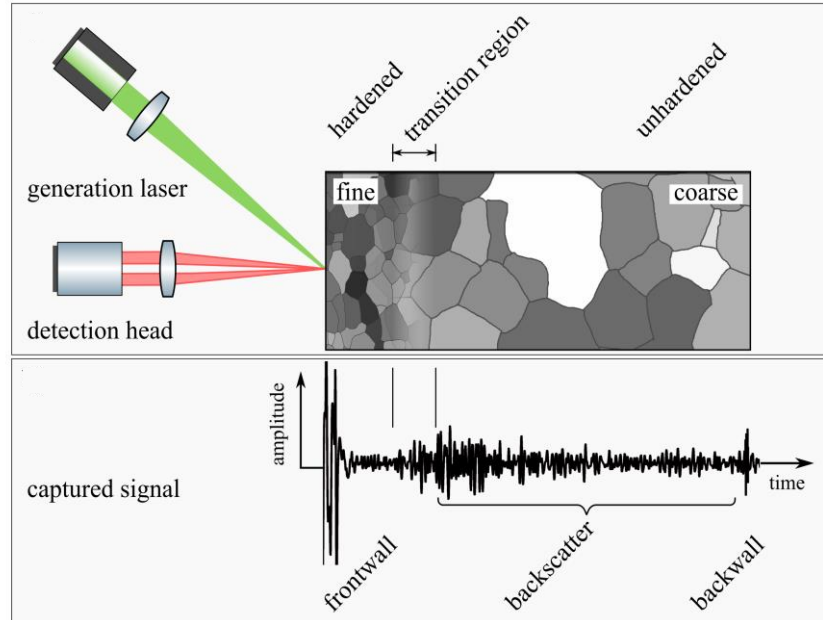 hardened
transition region
unhardened
generation laser
fine
coarse
detection head
amplitude
captured signal
time
frontwall
backscatter
backwall